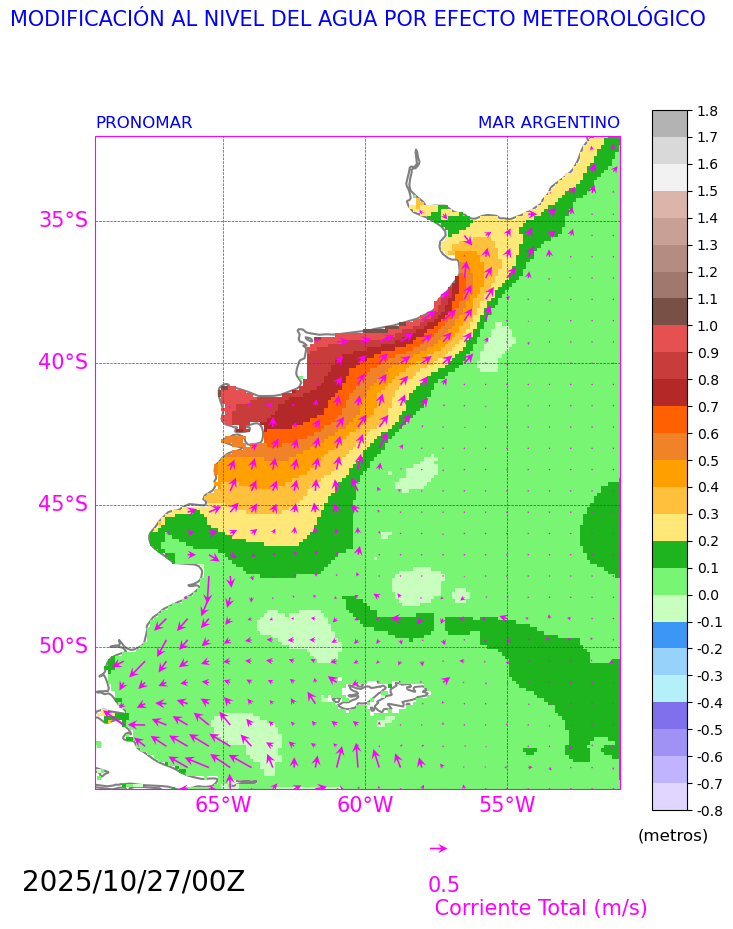 MODIFICACIÓN AL NIVEL DEL AGUA POR EFECTO METEOROLÓGICO
PRONOMAR MAR ARGENTINO
35°S
40°S
45°S
50°S
65°W 60°W 55°W
1.8
1.7
1.6
1.5
1.4
1.3
1.2
1.1
1.0
0.9
0.8
0.7
0.6
0.5
0.4
0.3
0.2
0.1
0.0
-0.1
-0.2
-0.3
-0.4
-0.5
-0.6
-0.7
-0.8
(metros)
2025/10/27/00Z
0.5
Corriente Total (m/s)